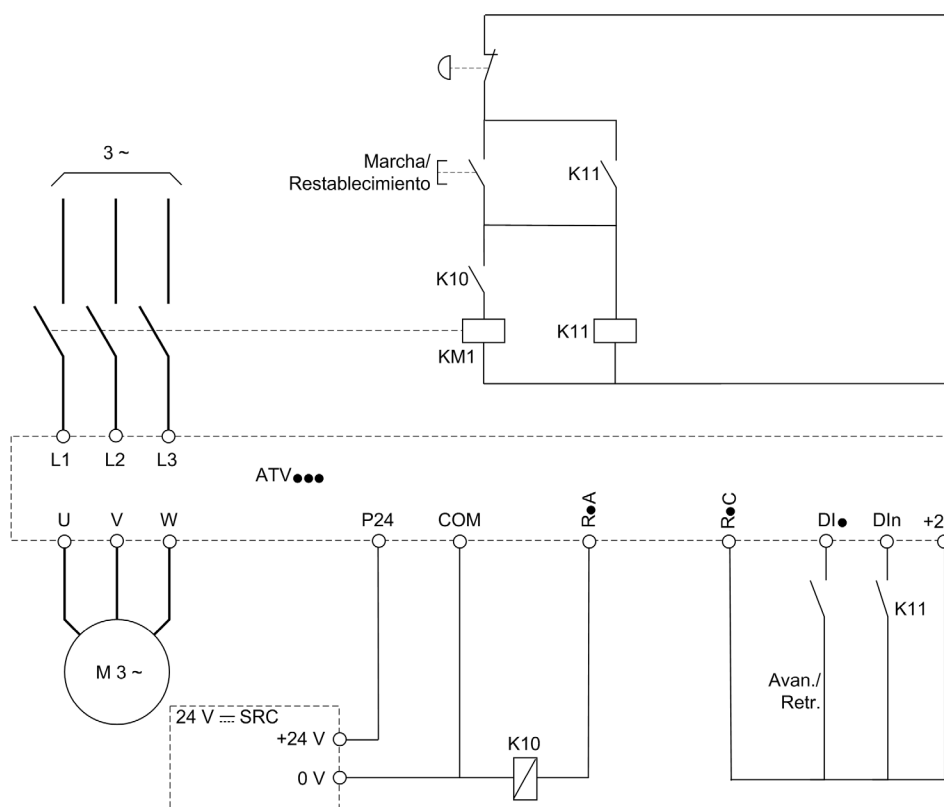 3 ~
Marcha/
Restablecimiento
K11
K10
KM1
K11
L1 L2 L3
ATV●●●
U V W P24 COM R●A R●C DI● DIn +2
K11
M 3 ~
Avan./
Retr.
24 V ⎓ SRC
+24 V
K10
0 V